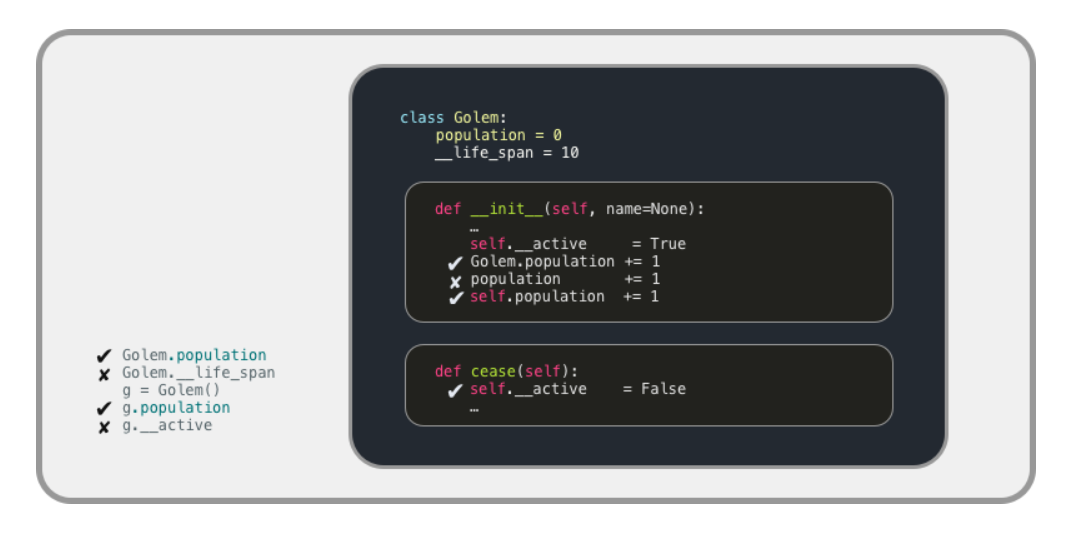 class Golem:
population = 0
__life_span = 10
def __init__(self, name=None):
…
self.__active = True
✔ Golem.population += 1
✘ population += 1
✔ self.population += 1
def cease(self):
✔ self.__active = False
…
✔ Golem.population
✘ Golem.__life_span
g = Golem()
✔ g.population
✘ g.__active